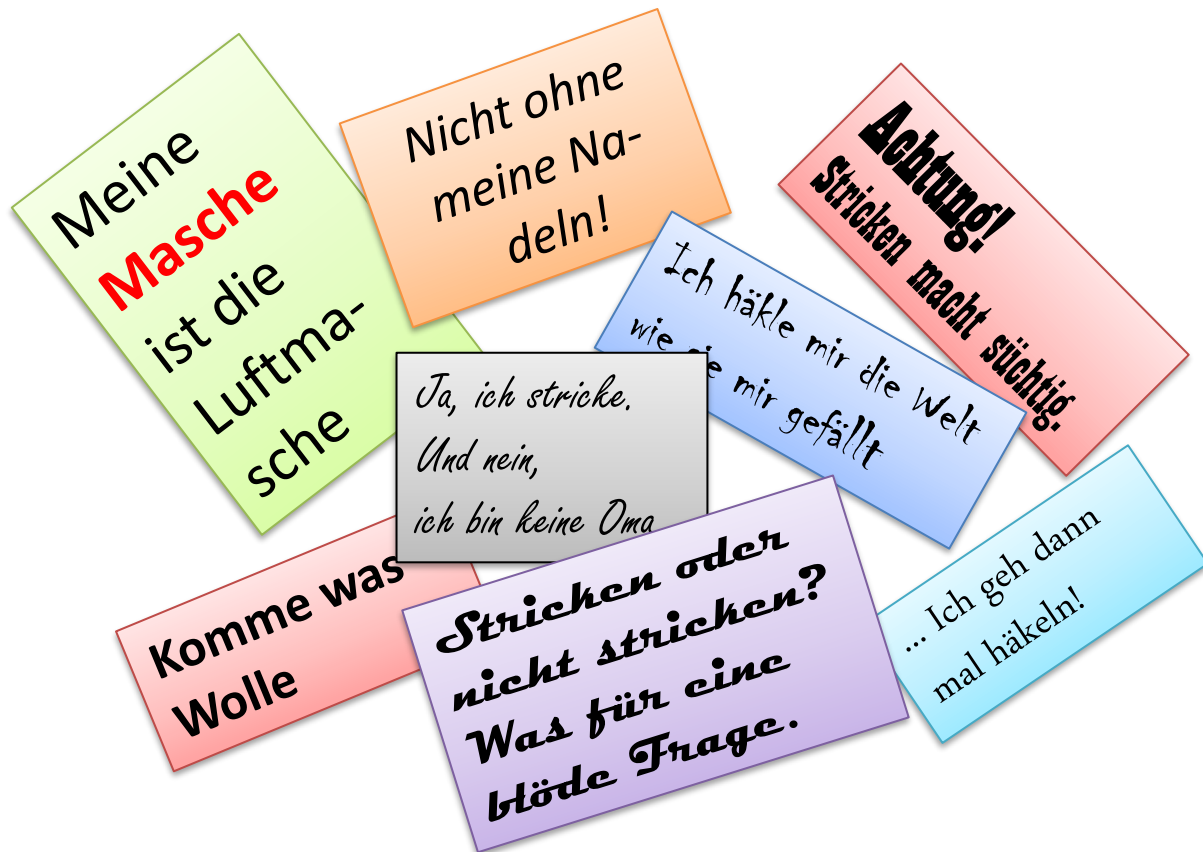 Meine
Masche
ist die
Luftma-
sche
Nicht ohne
meine Na-
deln!
Achtung!
Stricken macht süchtig.
Ich häkle mir die Welt
wie sie mir gefällt
Ja, ich stricke.
Und nein,
ich bin keine Oma
Komme was
Wolle
Stricken oder
nicht stricken?
Was für eine
blöde Frage.
... Ich geh dann
mal häkeln!